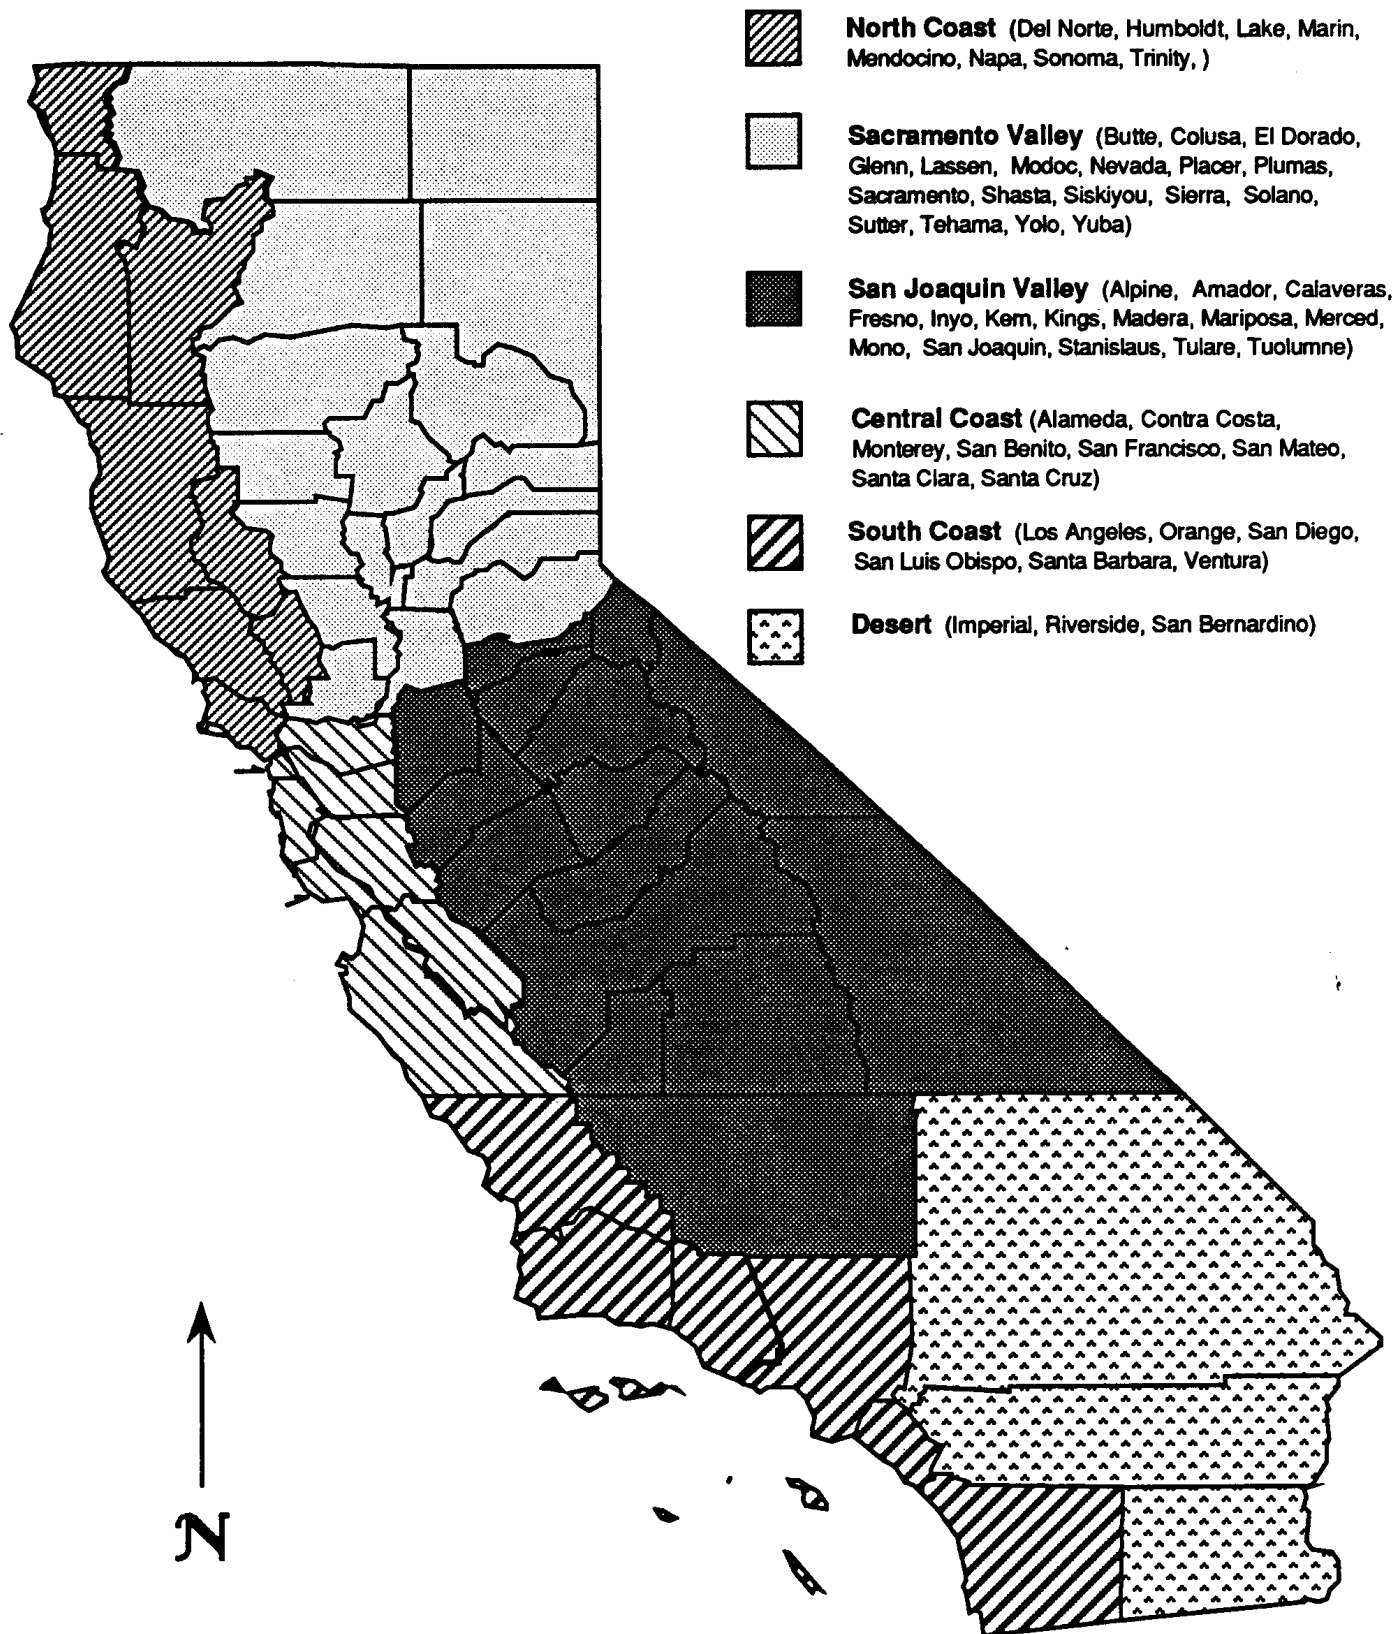 North Coast (Del Norte, Humboldt, Lake, Marin,
Mendocino, Napa, Sonoma, Trinity, )
Sacramento Valley (Butte, Colusa, El Dorado,
Glenn, Lassen, Modoc, Nevada, Placer, Plumas,
Sacramento, Shasta, Siskiyou, Sierra, Solano,
Sutter, Tehama, Yolo, Yuba)
San Joaquin Valley (Alpine, Amador, Calaveras,
Fresno, Inyo, Kern, Kings, Madera, Mariposa, Merced,
Mono, San Joaquin, Stanislaus, Tulare, Tuolumne)
Central Coast (Alameda, Contra Costa,
Monterey, San Benito, San Francisco, San Mateo,
Santa Clara, Santa Cruz)
South Coast (Los Angeles, Orange, San Diego,
San Luis Obispo, Santa Barbara, Ventura)
Desert (Imperial, Riverside, San Bernardino)
N